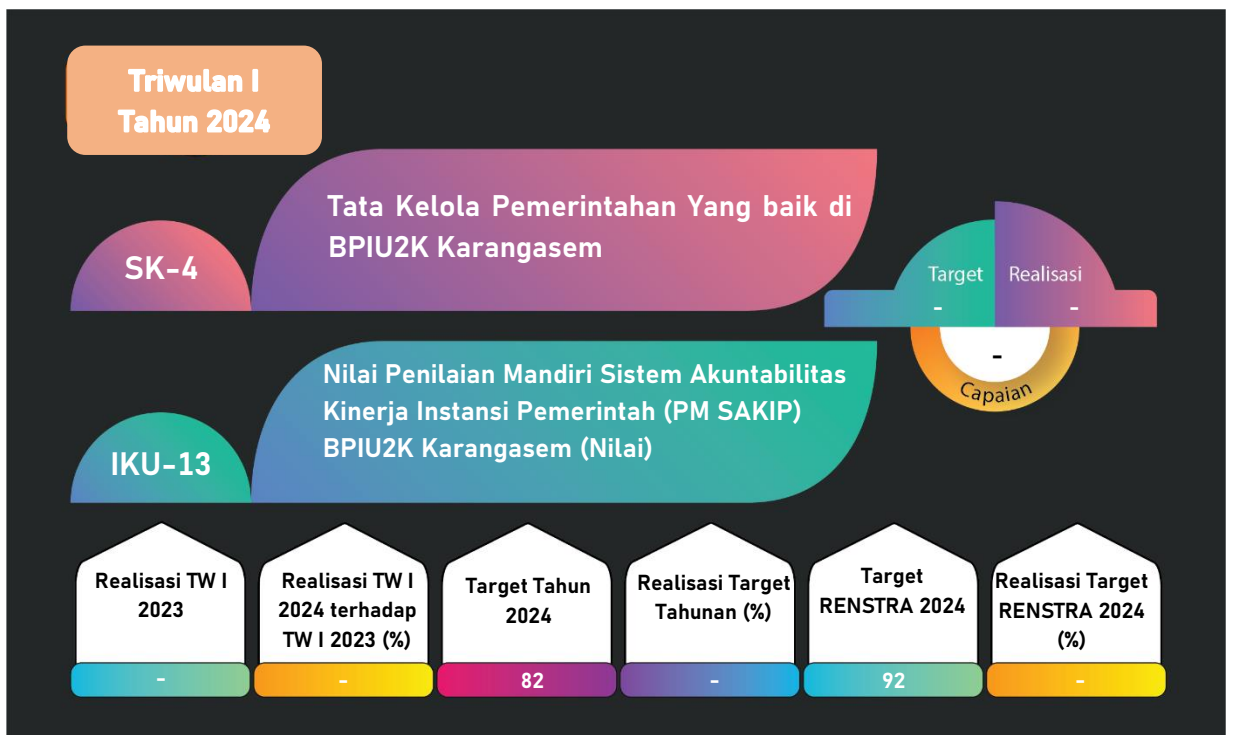 Triwulan I
Tahun 2024
Tata Kelola Pemerintahan Yang baik di
BPIU2K Karangasem
SK-4
Target
Realisasi
-
-
-
Capaian
Nilai Penilaian Mandiri Sistem Akuntabilitas
Kinerja Instansi Pemerintah (PM SAKIP)
BPIU2K Karangasem (Nilai)
IKU-13
Realisasi TW I
2023
-
Realisasi TW I
2024 terhadap
TW I 2023 (%)
-
Target Tahun
2024
82
Realisasi Target
Tahunan (%)
-
Target
RENSTRA 2024
92
Realisasi Target
RENSTRA 2024
(%)
-